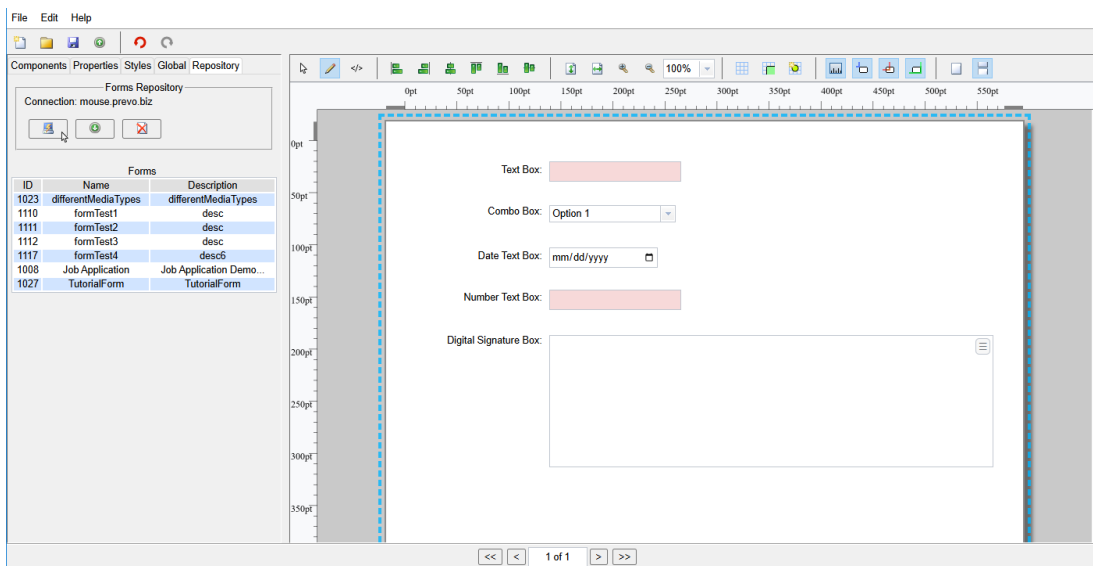 File Edit Help
Components Properties Styles Global Repository
</> 100%
Forms Repository
Connection: mouse.prevo.biz
0pt 50pt 100pt 150pt 200pt 250pt 300pt 350pt 400pt 450pt 500pt 550pt
Forms
ID Name Description
1023 differentMediaTypes differentMediaTypes
1110 formTest1 desc
1111 formTest2 desc
1112 formTest3 desc
1117 formTest4 desc6
1008 Job Application Job Application Demo...
1027 TutorialForm TutorialForm
0pt
50pt
100pt
150pt
200pt
250pt
300pt
350pt
Text Box:
Combo Box: Option 1
Date Text Box: mm/dd/yyyy
Number Text Box:
Digital Signature Box:
<< < 1 of 1 > >>